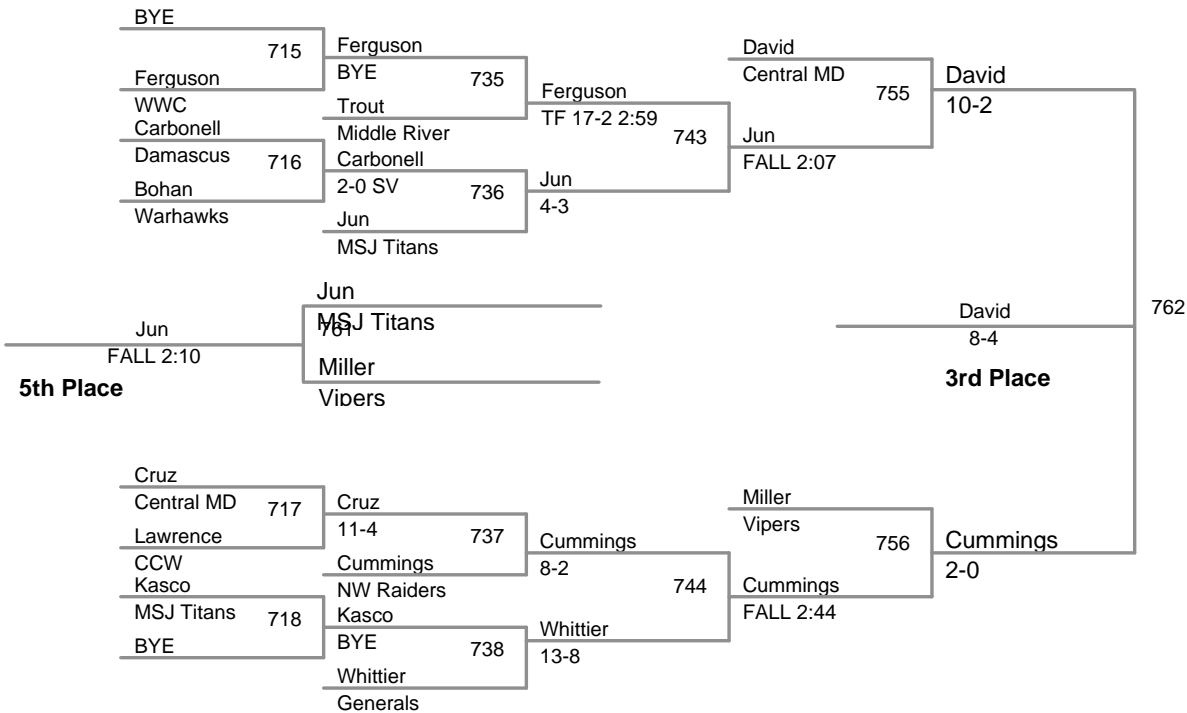 BYE
715
Ferguson
WWC
Ferguson
BYE
735
Trout
Middle River
Carbonell
Damascus
716
Bohan
Warhawks
Carbonell
2-0 SV
736
Jun
MSJ Titans
Ferguson
TF 17-2 2:59
743
Jun
4-3
David
Central MD
755
Jun
FALL 2:07
David
10-2
762
Jun
MSJ Titans
761
Miller
Vipers
Jun
FALL 2:10
5th Place
David
8-4
3rd Place
Cruz
Central MD
717
Lawrence
CCW
Cruz
11-4
737
Cummings
NW Raiders
Kasco
MSJ Titans
718
BYE
Kasco
BYE
738
Whittier
Generals
Cummings
8-2
744
Whittier
13-8
Miller
Vipers
756
Cummings
FALL 2:44
Cummings
2-0